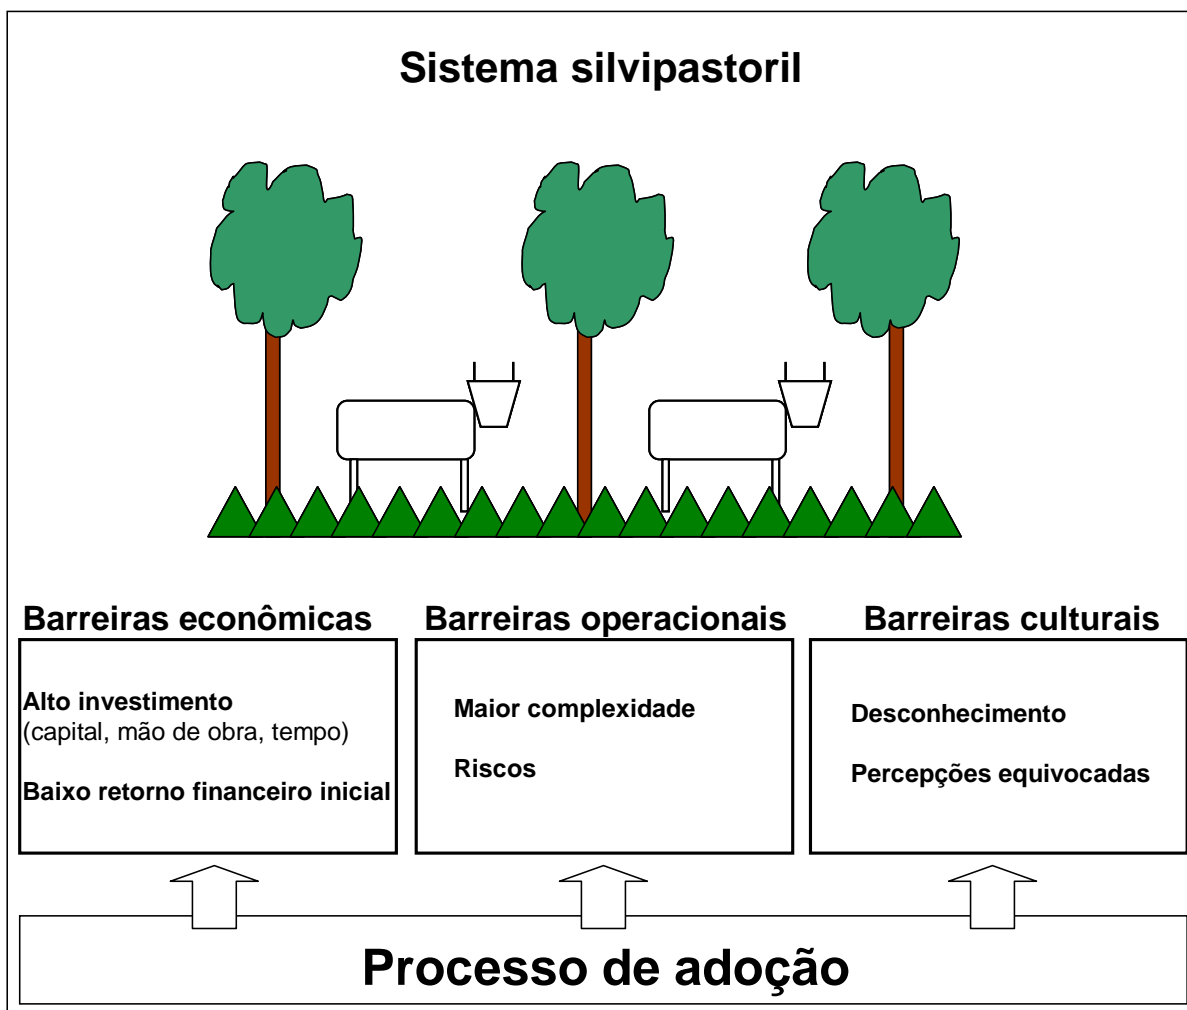 Sistema silvipastoril
Barreiras econômicas
Alto investimento
(capital, mão de obra, tempo)
Baixo retorno financeiro inicial
Barreiras operacionais
Maior complexidade
Riscos
Barreiras culturais
Desconhecimento
Percepções equivocadas
Processo de adoção